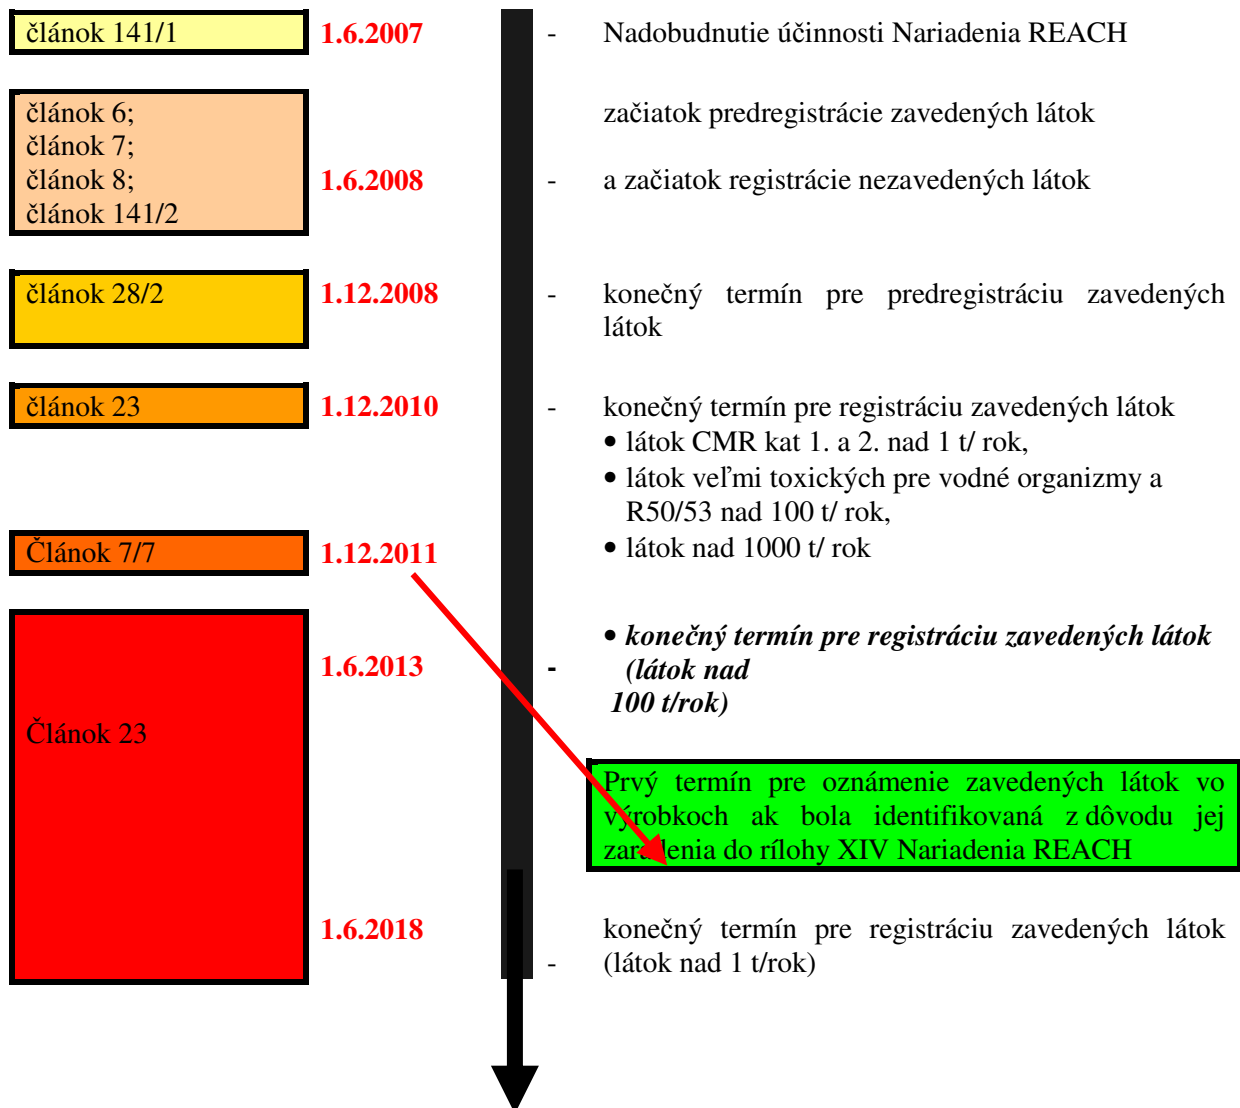 článok 141/1 1.6.2007 - Nadobudnutie účinnosti Nariadenia REACH
článok 6; začiatok predregistrácie zavedených látok
článok 7;
článok 8; 1.6.2008 - a začiatok registrácie nezavedených látok
článok 141/2
článok 28/2 1.12.2008 - konečný termín pre predregistráciu zavedených
látok
článok 23 1.12.2010 - konečný termín pre registráciu zavedených látok
• látok CMR kat 1. a 2. nad 1 t/ rok,
• látok veľmi toxických pre vodné organizmy a
R50/53 nad 100 t/ rok,
Článok 7/7 1.12.2011 • látok nad 1000 t/ rok
• konečný termín pre registráciu zavedených látok
1.6.2013 - (látok nad
100 t/rok)
Článok 23
Prvý termín pre oznámenie zavedených látok vo
výrobkoch ak bola identifikovaná z dôvodu jej
zaradenia do rílohy XIV Nariadenia REACH
1.6.2018 konečný termín pre registráciu zavedených látok
- (látok nad 1 t/rok)